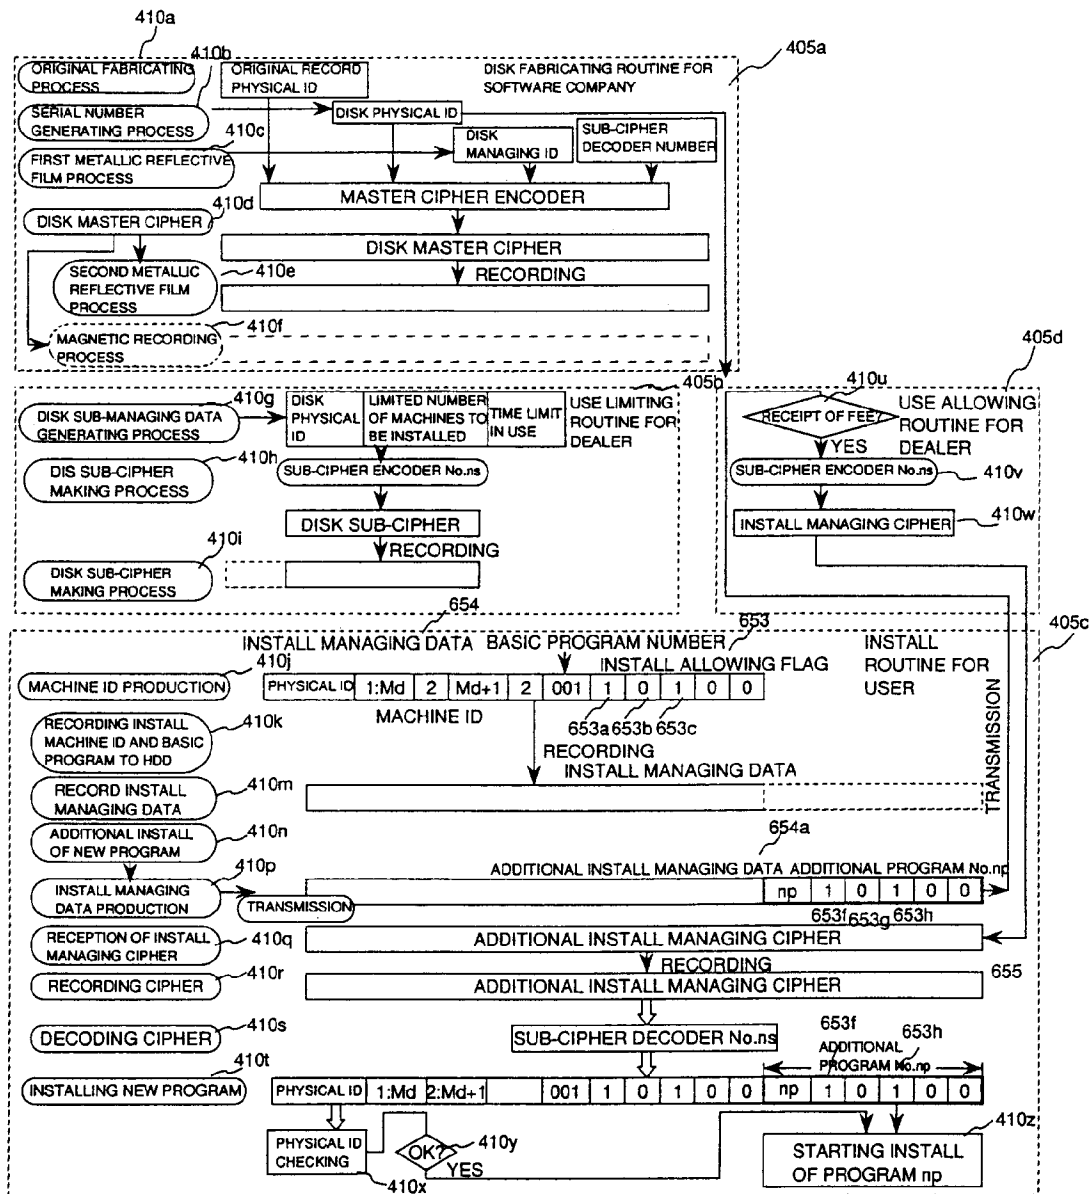 410a
405a
410b
ORIGINAL FABRICATING
PROCESS
ORIGINAL RECORD
PHYSICAL ID
DISK FABRICATING ROUTINE FOR
SOFTWARE COMPANY
SERIAL NUMBER
GENERATING PROCESS
DISK PHYSICAL ID
410c
DISK
MANAGING ID
SUB-CIPHER
DECODER NUMBER
FIRST METALLIC REFLECTIVE
FILM PROCESS
MASTER CIPHER ENCODER
410d
DISK MASTER CIPHER
DISK MASTER CIPHER
RECORDING
410e
SECOND METALLIC
REFLECTIVE FILM
PROCESS
410f
MAGNETIC RECORDING
PROCESS
405b
405d
410g
DISK SUB-MANAGING DATA
GENERATING PROCESS
DISK
PHYSICAL
ID
LIMITED NUMBER
OF MACHINES TO
BE INSTALLED
TIME LIMIT
IN USE
USE LIMITING
ROUTINE FOR
DEALER
410u
RECEIPT OF FEE?
USE ALLOWING
ROUTINE FOR
DEALER
YES
410h
DIS SUB-CIPHER
MAKING PROCESS
SUB-CIPHER ENCODER No.ns
SUB-CIPHER ENCODER No.ns
410v
DISK SUB-CIPHER
INSTALL MANAGING CIPHER
410w
RECORDING
410i
DISK SUB-CIPHER
MAKING PROCESS
654
405c
INSTALL MANAGING DATA BASIC PROGRAM NUMBER 653
INSTALL ALLOWING FLAG
INSTALL
ROUTINE FOR
USER
410j
MACHINE ID PRODUCTION
PHYSICAL ID 1:Md 2 Md+1 2 001 1 0 1 0 0
MACHINE ID
653a 653b 653c
410k
RECORDING INSTALL
MACHINE ID AND BASIC
PROGRAM TO HDD
RECORDING
INSTALL MANAGING DATA
TRANSMISSION
410m
RECORD INSTALL
MANAGING DATA
410n
ADDITIONAL INSTALL
OF NEW PROGRAM
654a
410p
INSTALL MANAGING
DATA PRODUCTION
TRANSMISSION
ADDITIONAL INSTALL MANAGING DATA ADDITIONAL PROGRAM No.np
np 1 0 1 0 0
653f 653g 653h
410q
RECEPTION OF INSTALL
MANAGING CIPHER
ADDITIONAL INSTALL MANAGING CIPHER
RECORDING
410r
RECORDING CIPHER
ADDITIONAL INSTALL MANAGING CIPHER
655
410s
DECODING CIPHER
SUB-CIPHER DECODER No.ns
653f
653h
ADDITIONAL
PROGRAM No.np
410t
INSTALLING NEW PROGRAM
PHYSICAL ID 1:Md 2:Md+1 001 1 0 1 0 0 np 1 0 1 0 0
PHYSICAL ID
CHECKING
410x
OK?
410y
YES
410z
STARTING INSTALL
OF PROGRAM np